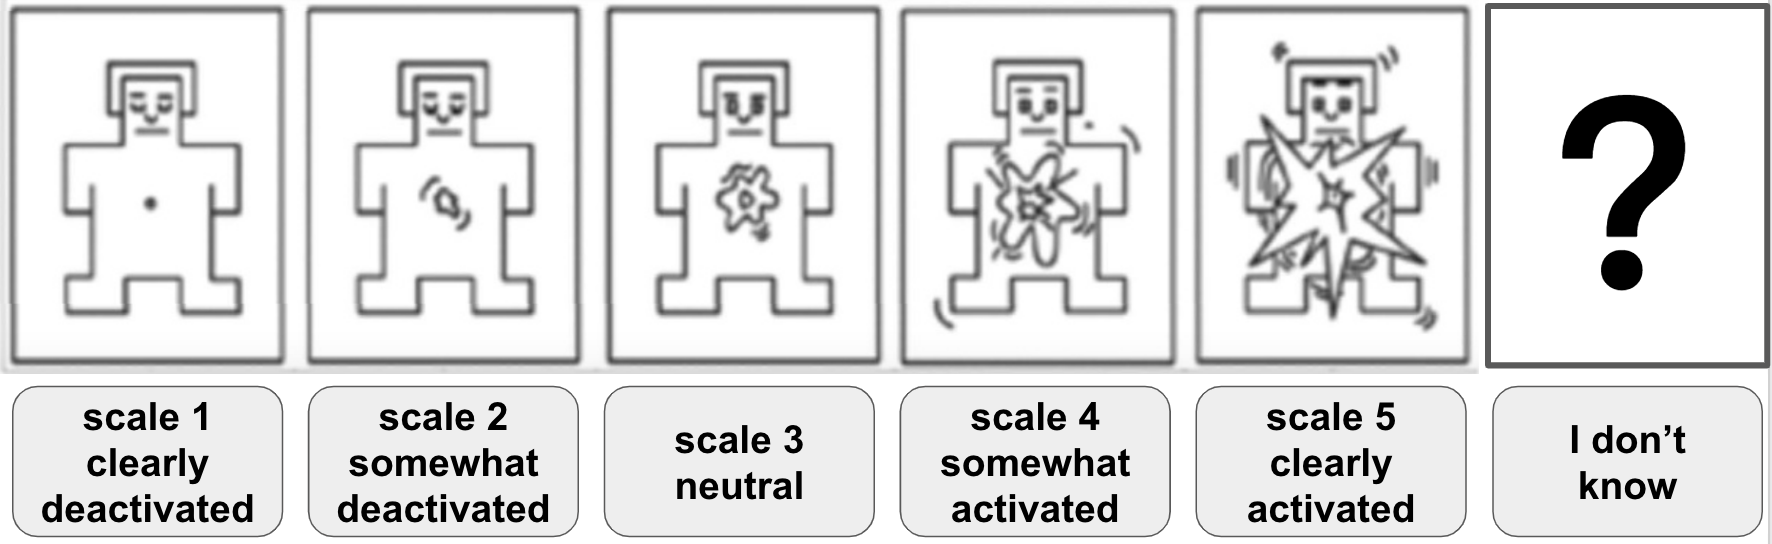 ?
scale 1
clearly
deactivated
scale 2
somewhat
deactivated
scale 3
neutral
scale 4
somewhat
activated
scale 5
clearly
activated
I don’t
know